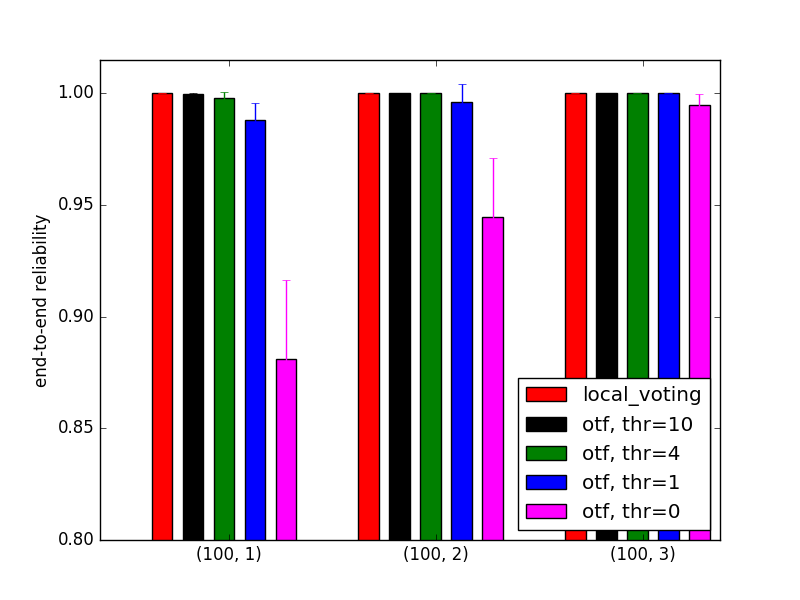 end-to-end reliability
1.00
0.95
0.90
0.85
0.80
(100, 1)
(100, 2)
(100, 3)
local_voting
otf, thr=10
otf, thr=4
otf, thr=1
otf, thr=0